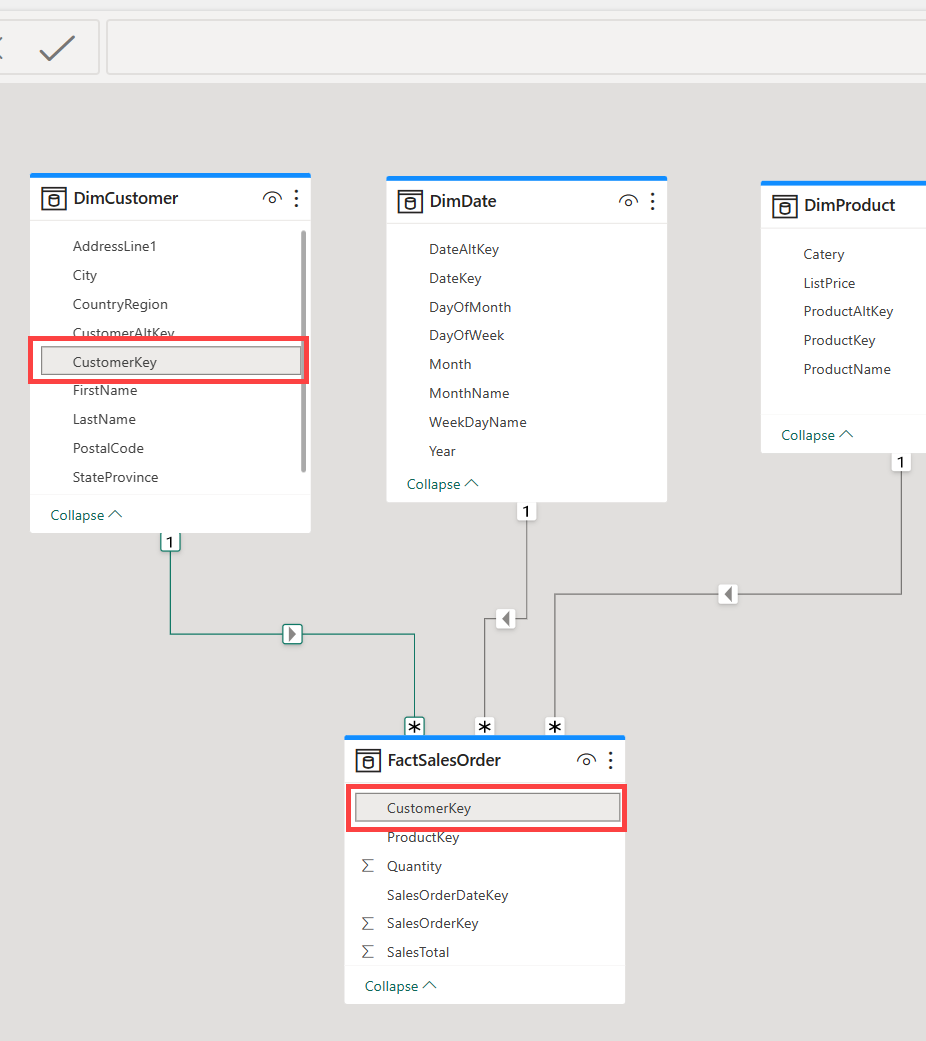 DimCustomer
AddressLine1
City
CountryRegion
CustomerAltKey
CustomerKey
FirstName
LastName
PostalCode
StateProvince
Collapse
1
DimDate
DateAltKey
DateKey
DayOfMonth
DayOfWeek
Month
MonthName
WeekDayName
Year
Collapse
1
DimProduct
Catery
ListPrice
ProductAltKey
ProductKey
ProductName
Collapse
1
* * *
FactSalesOrder
CustomerKey
ProductKey
Σ Quantity
SalesOrderDateKey
Σ SalesOrderKey
Σ SalesTotal
Collapse